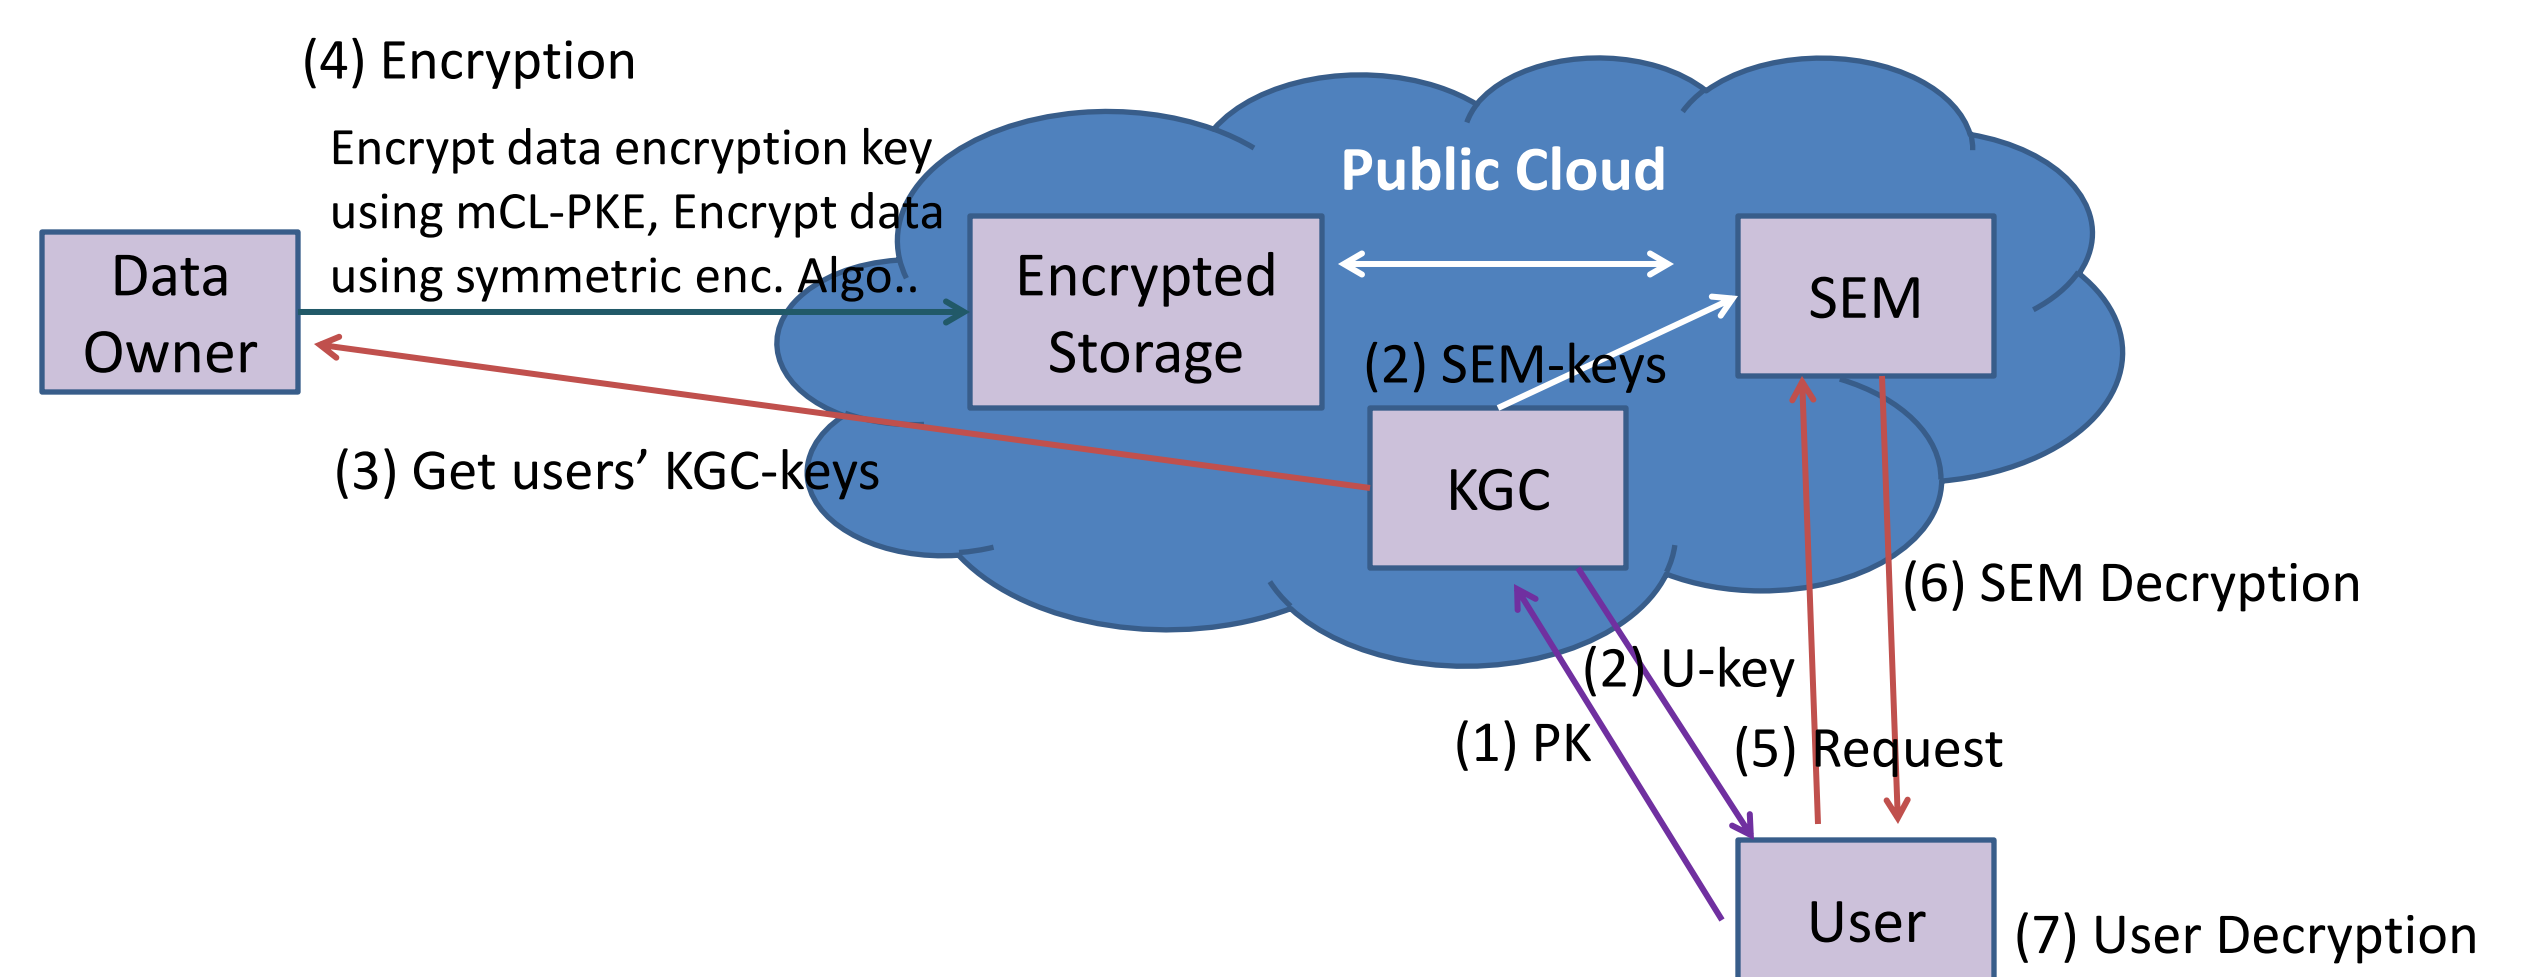 (4) Encryption
Encrypt data encryption key
using mCL-PKE, Encrypt data
using symmetric enc. Algo..
Public Cloud
Data
Owner
Encrypted
Storage
SEM
(2) SEM-keys
KGC
(3) Get users’ KGC-keys
(6) SEM Decryption
(2) U-key
(1) PK
(5) Request
User
(7) User Decryption